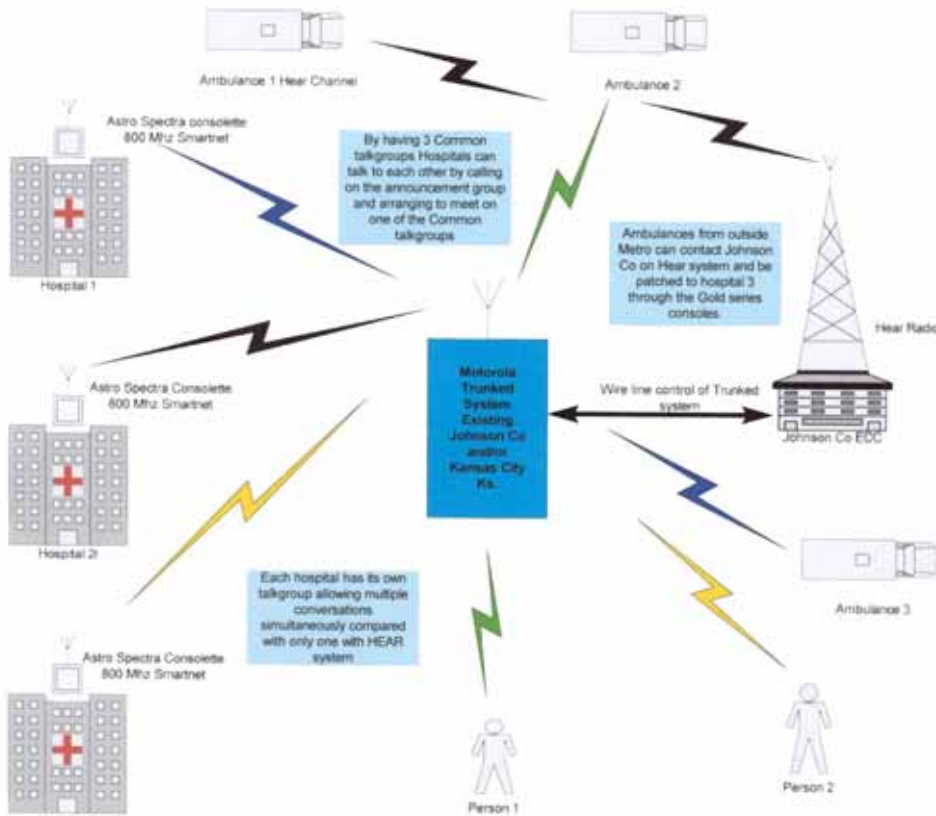 Ambulance 1 Hear Channel
Ambulance 2
Astro Spectra consolette
800 Mhz Smartnet
By having 3 Common
talkgroups Hospitals can
talk to each other by calling
on the announcement group
and arranging to meet on
one of the Common
talkgroups
Ambulances from outside
Metro can contact Johnson
Co on Hear system and be
patched to hospital 3
through the Gold series
consoles.
Hospital 1
Hear Radio
Astro Spectra Consolette
800 Mhz Smartnet
Motorola
Trunked
System
Existing
Johnson Co
and/or
Kansas City
Ks.
Wire line control of Trunked
system
Johnson Co ECC
Hospital 2t
Each hospital has its own
talkgroup allowing multiple
conversations
simultaneously compared
with only one with HEAR
system
Ambulance 3
Astro Spectra Consolette
800 Mhz Smartnet
Person 1
Person 2